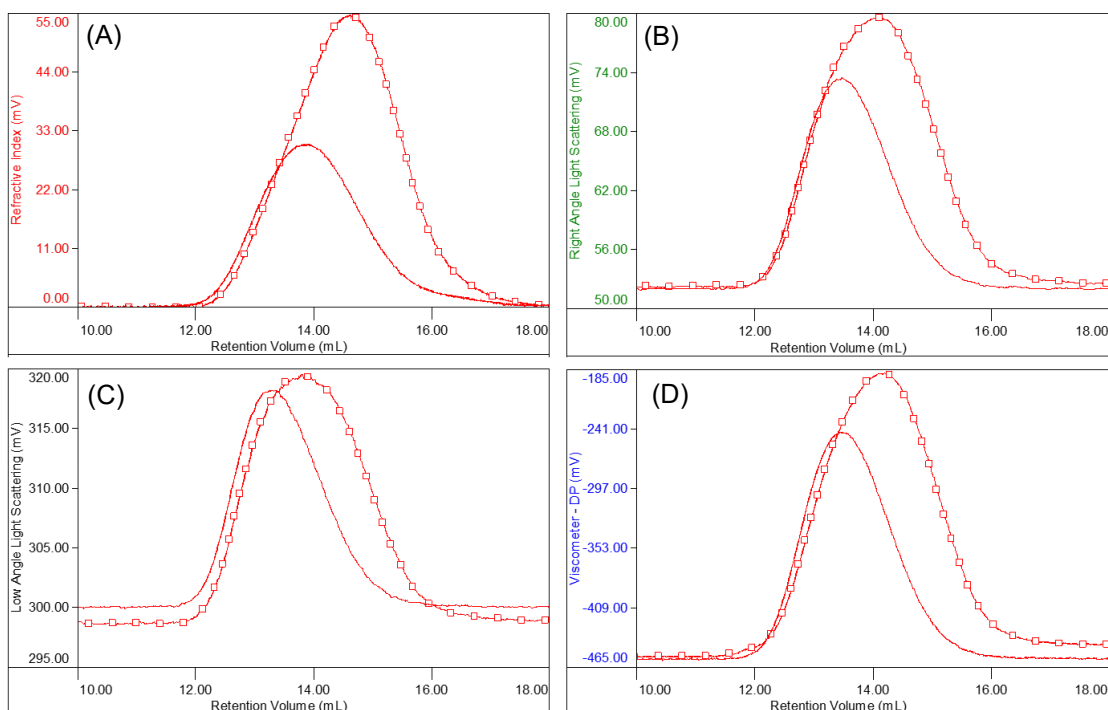 (A)
Refractive Index (mV)
55.00
44.00
33.00
22.00
11.00
0.00
10.00 12.00 14.00 16.00 18.00
Retention Volume (mL)
(B)
Right Angle Light Scattering (mV)
80.00
74.00
68.00
62.00
56.00
50.00
10.00 12.00 14.00 16.00 18.00
Retention Volume (mL)
(C)
Low Angle Light Scattering (mV)
320.00
315.00
310.00
305.00
300.00
295.00
10.00 12.00 14.00 16.00 18.00
Retention Volume (mL)
(D)
Viscometer - DP (mV)
-185.00
-241.00
-297.00
-353.00
-409.00
-465.00
10.00 12.00 14.00 16.00 18.00
Retention Volume (mL)